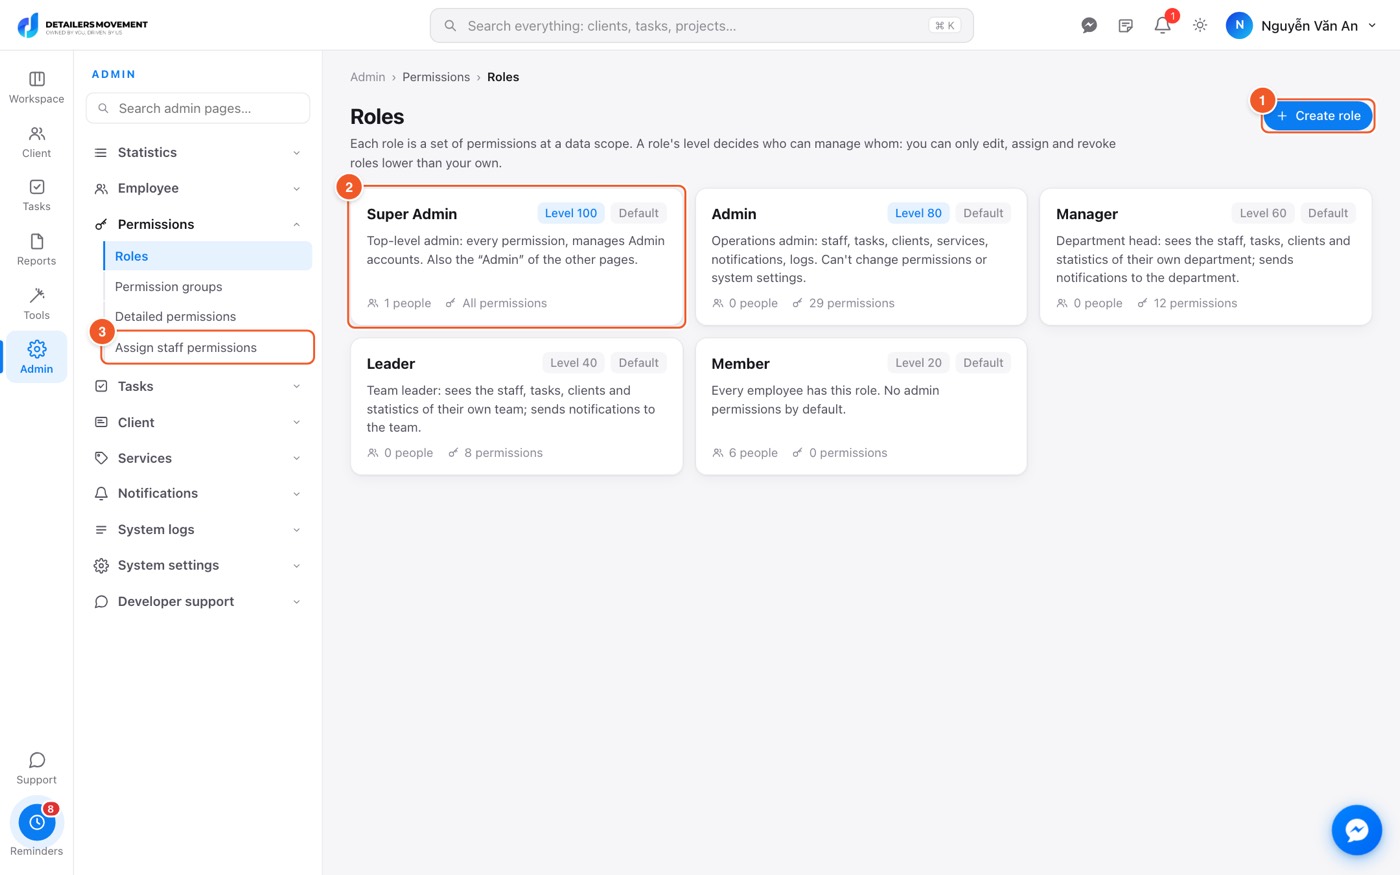 DETAILERS MOVEMENT
OWNED BY YOU, DRIVEN BY US
Search everything: clients, tasks, projects...
⌘ K
1
N
Nguyễn Văn An
Workspace
Client
Tasks
Reports
Tools
Admin
Support
8
Reminders
ADMIN
Search admin pages...
Statistics
Employee
Permissions
Roles
Permission groups
Detailed permissions
3
Assign staff permissions
Tasks
Client
Services
Notifications
System logs
System settings
Developer support
Admin › Permissions › Roles
Roles
1
+ Create role
Each role is a set of permissions at a data scope. A role's level decides who can manage whom: you can only edit, assign and revoke
roles lower than your own.
2
Super Admin
Level 100
Default
Top-level admin: every permission, manages Admin
accounts. Also the “Admin” of the other pages.
1 people
All permissions
Admin
Level 80
Default
Operations admin: staff, tasks, clients, services,
notifications, logs. Can't change permissions or
system settings.
0 people
29 permissions
Manager
Level 60
Default
Department head: sees the staff, tasks, clients and
statistics of their own department; sends
notifications to the department.
0 people
12 permissions
Leader
Level 40
Default
Team leader: sees the staff, tasks, clients and
statistics of their own team; sends notifications to
the team.
0 people
8 permissions
Member
Level 20
Default
Every employee has this role. No admin
permissions by default.
6 people
0 permissions